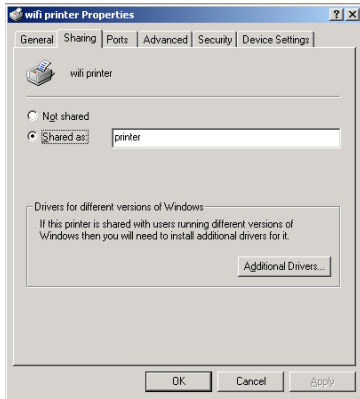 wifi printer Properties
General Sharing Ports Advanced Security Device Settings
wifi printer
Not shared
Shared as: printer
Drivers for different versions of Windows
If this printer is shared with users running different versions of
Windows then you will need to install additional drivers for it.
Additional Drivers...
OK Cancel Apply